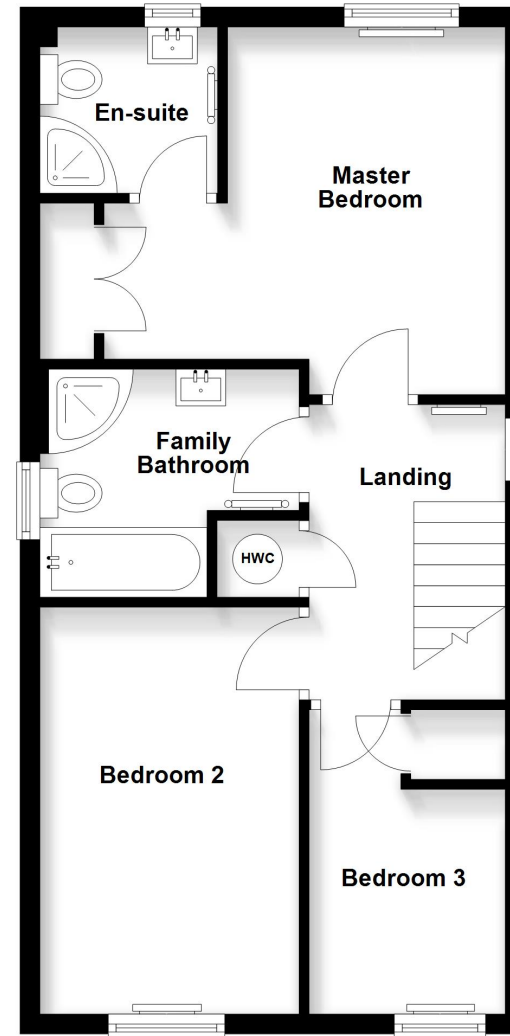 En-suite
Master
Bedroom
Family
Bathroom
Landing
HWC
Bedroom 2
Bedroom 3